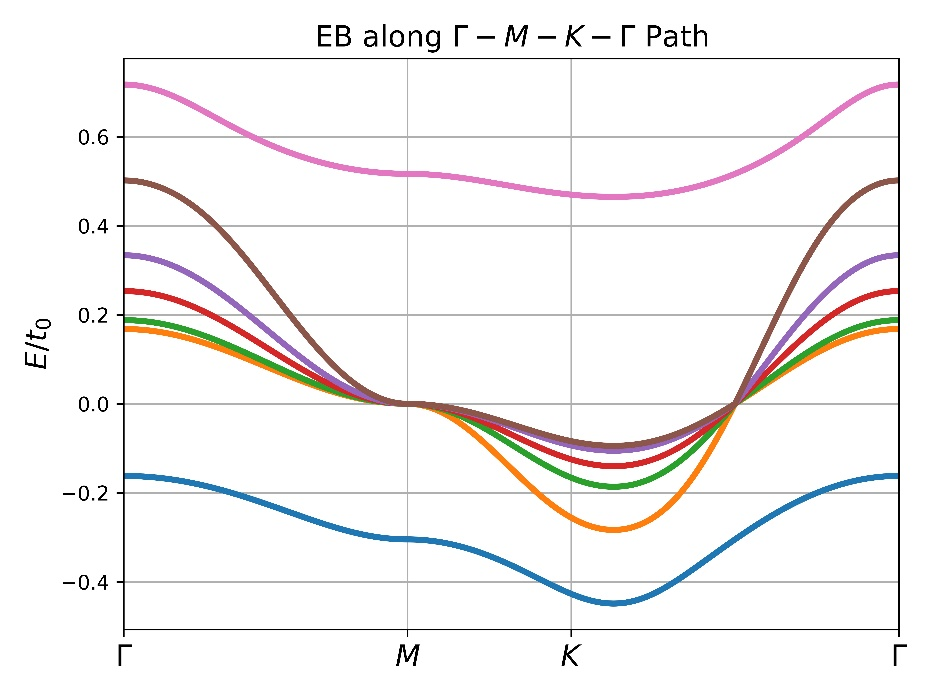 EB along Γ − M − K − Γ Path
E/t₀
0.6
0.4
0.2
0.0
−0.2
−0.4
Γ M K Γ